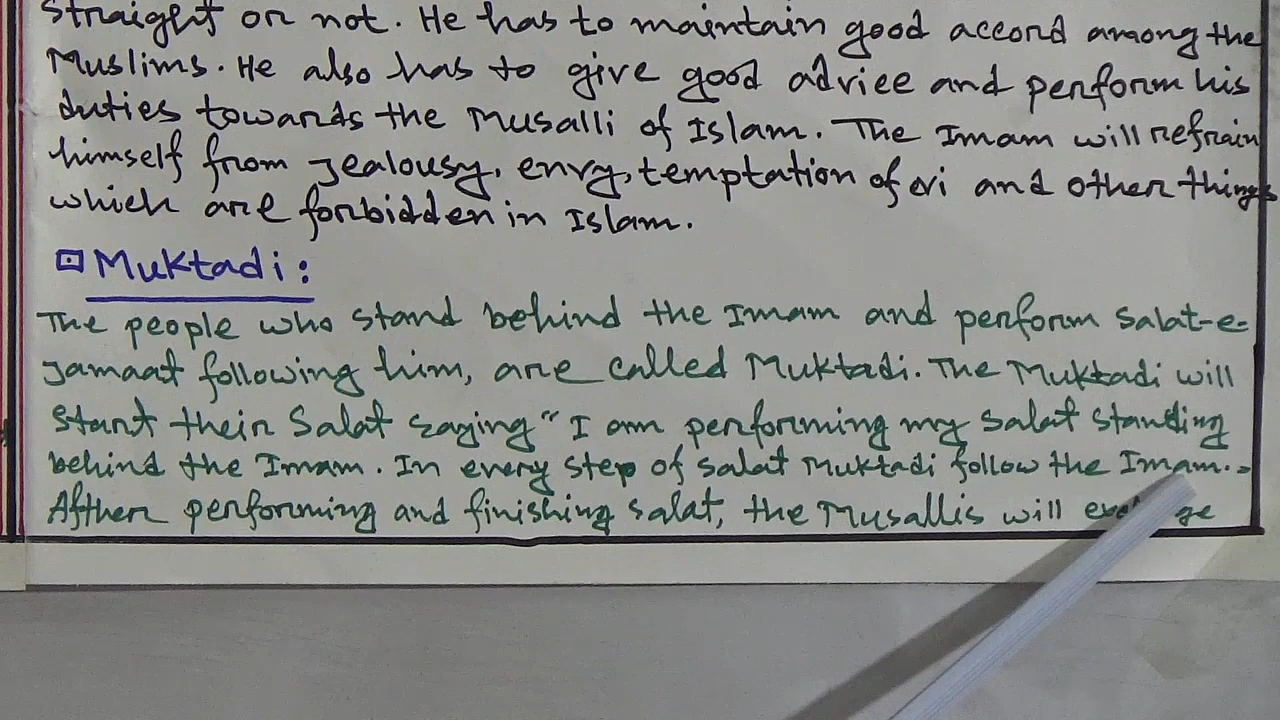 straight or not. He has to maintain good accord among the
Muslims. He also has to give good advice and perform his
duties towards the Musalli of Islam. The Imam will refrain
himself from jealousy, envy, temptation of evi and other things
which are forbidden in Islam.
Muktadi:
The people who stand behind the Imam and perform Salat-e-
Jamaat following him, are called Muktadi. The Muktadi will
start their Salat saying "I am performing my salat standing
behind the Imam. In every step of salat Muktadi follow the Imam.
Afther performing and finishing salat, the Musallis will